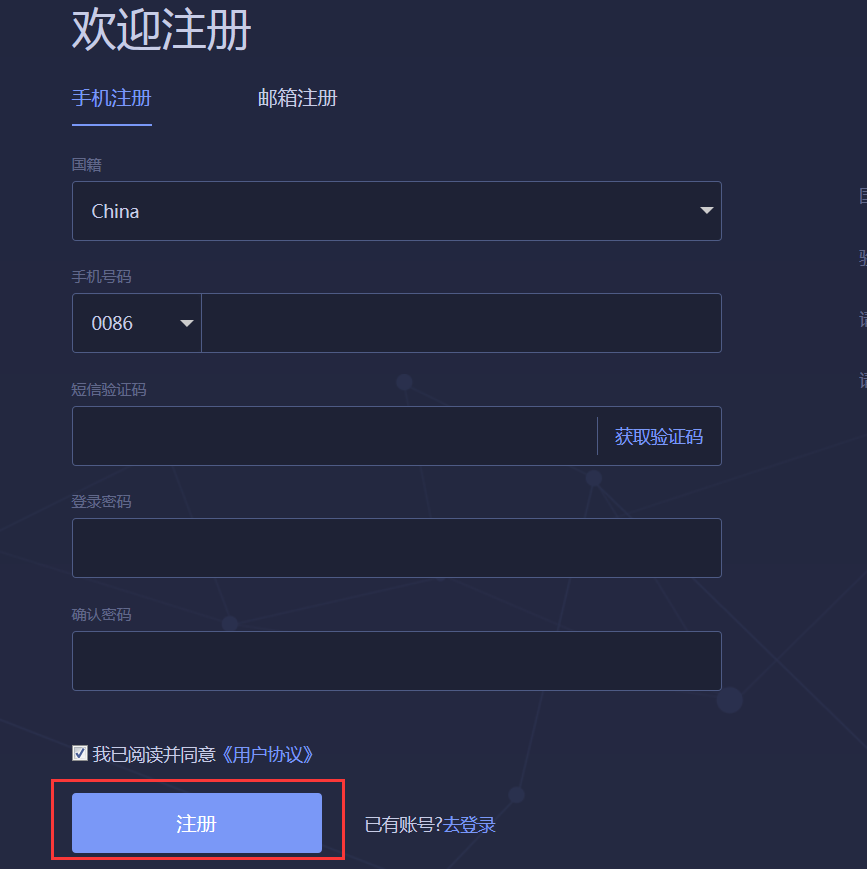 欢迎注册
手机注册 邮箱注册
国籍
China
手机号码
0086
短信验证码
获取验证码
登录密码
确认密码
我已阅读并同意《用户协议》
注册 已有账号?去登录